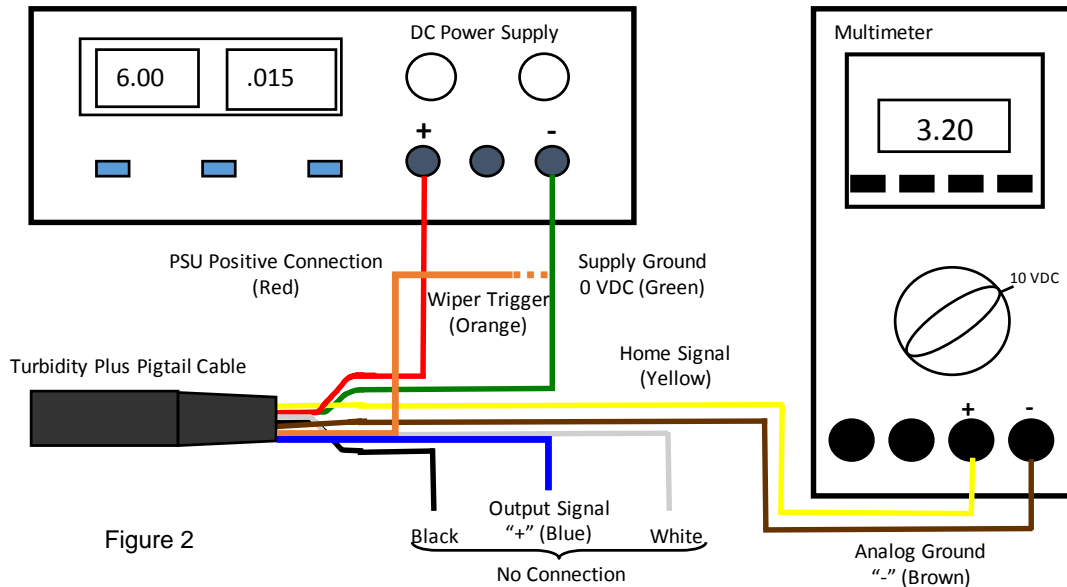 DC Power Supply
6.00
.015
+
-
Multimeter
3.20
10 VDC
+
-
PSU Positive Connection
(Red)
Supply Ground
0 VDC (Green)
Wiper Trigger
(Orange)
Home Signal
(Yellow)
Turbidity Plus Pigtail Cable
Black
Output Signal
“+” (Blue)
White
No Connection
Analog Ground
“-” (Brown)
Figure 2